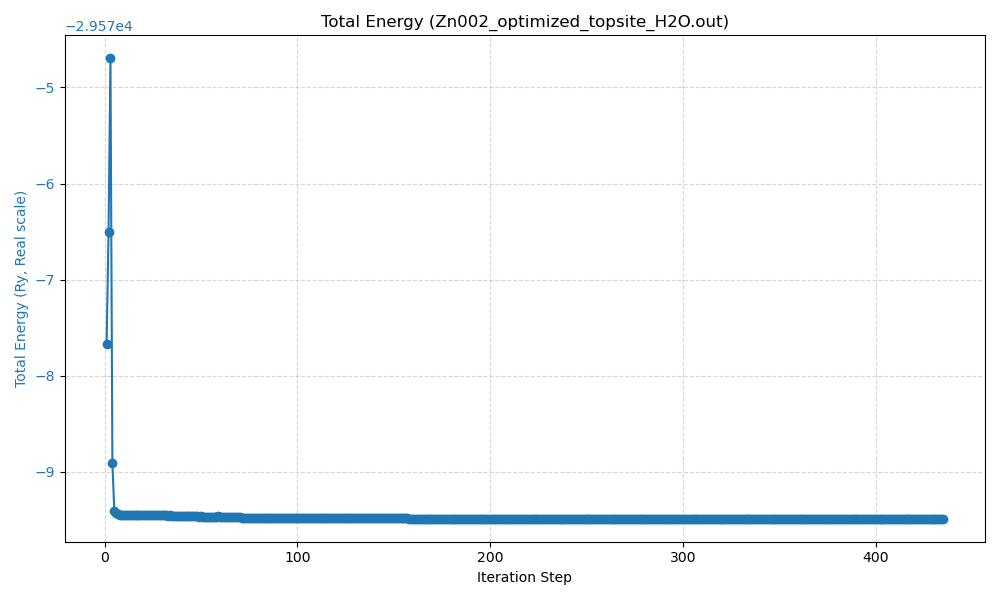 Total Energy (Zn002_optimized_topsite_H2O.out)
−2.957e4
−5
−6
−7
−8
−9
Total Energy (Ry, Real scale)
0
100
200
300
400
Iteration Step